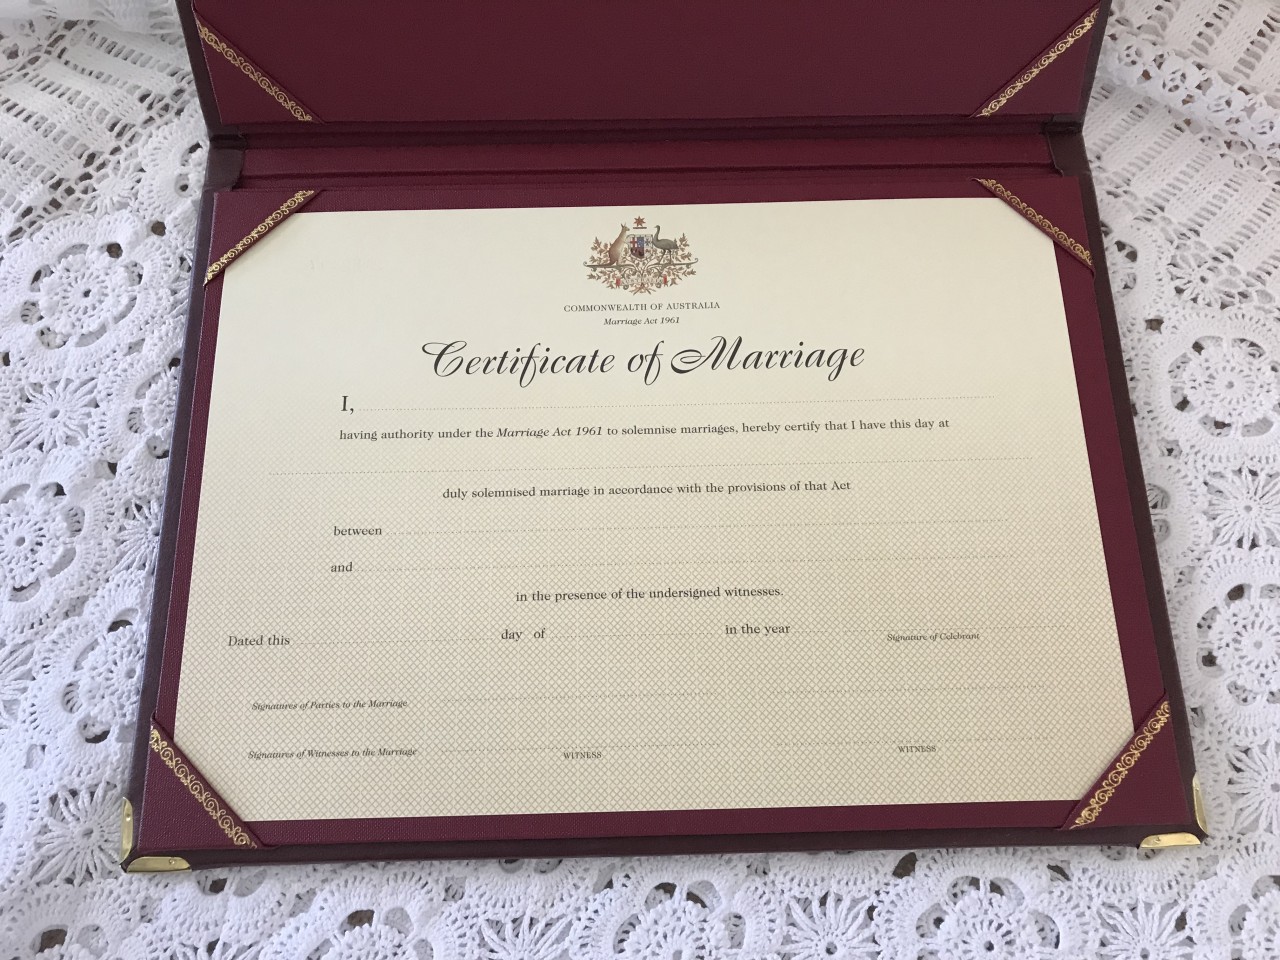 COMMONWEALTH OF AUSTRALIA
Marriage Act 1961
Certificate of Marriage
I,
having authority under the Marriage Act 1961 to solemnise marriages, hereby certify that I have this day at
duly solemnised marriage in accordance with the provisions of that Act
between
and
in the presence of the undersigned witnesses.
Dated this day of in the year
Signature of Celebrant
Signatures of Parties to the Marriage
Signatures of Witnesses to the Marriage
WITNESS WITNESS